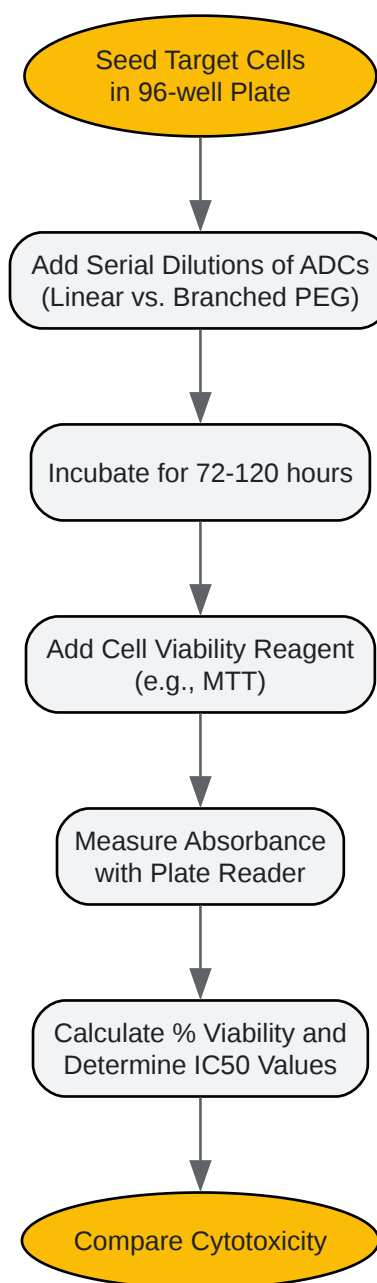 Seed Target Cells
in 96-well Plate
Add Serial Dilutions of ADCs
(Linear vs. Branched PEG)
Incubate for 72-120 hours
Add Cell Viability Reagent
(e.g., MTT)
Measure Absorbance
with Plate Reader
Calculate % Viability and
Determine IC50 Values
Compare Cytotoxicity